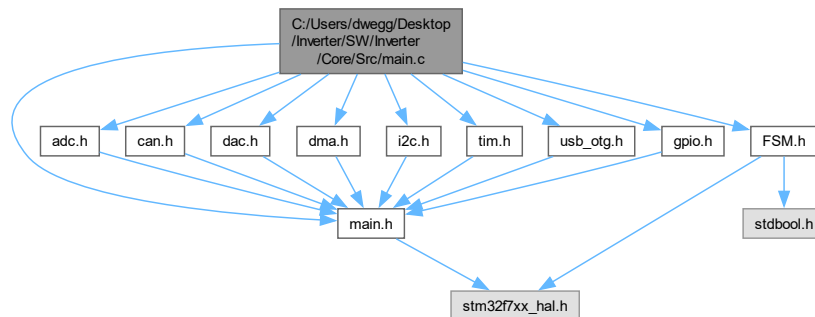 C:/Users/dwegg/Desktop
/Inverter/SW/Inverter
/Core/Src/main.c
adc.h
can.h
dac.h
dma.h
i2c.h
tim.h
usb_otg.h
gpio.h
FSM.h
main.h
stdbool.h
stm32f7xx_hal.h